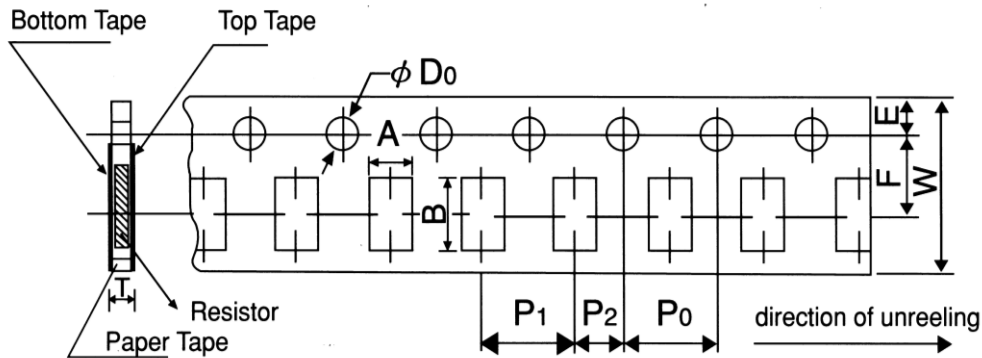 Bottom Tape
Top Tape
ϕ D0
A
B
E
F
W
T
Resistor
Paper Tape
P1
P2
P0
direction of unreeling